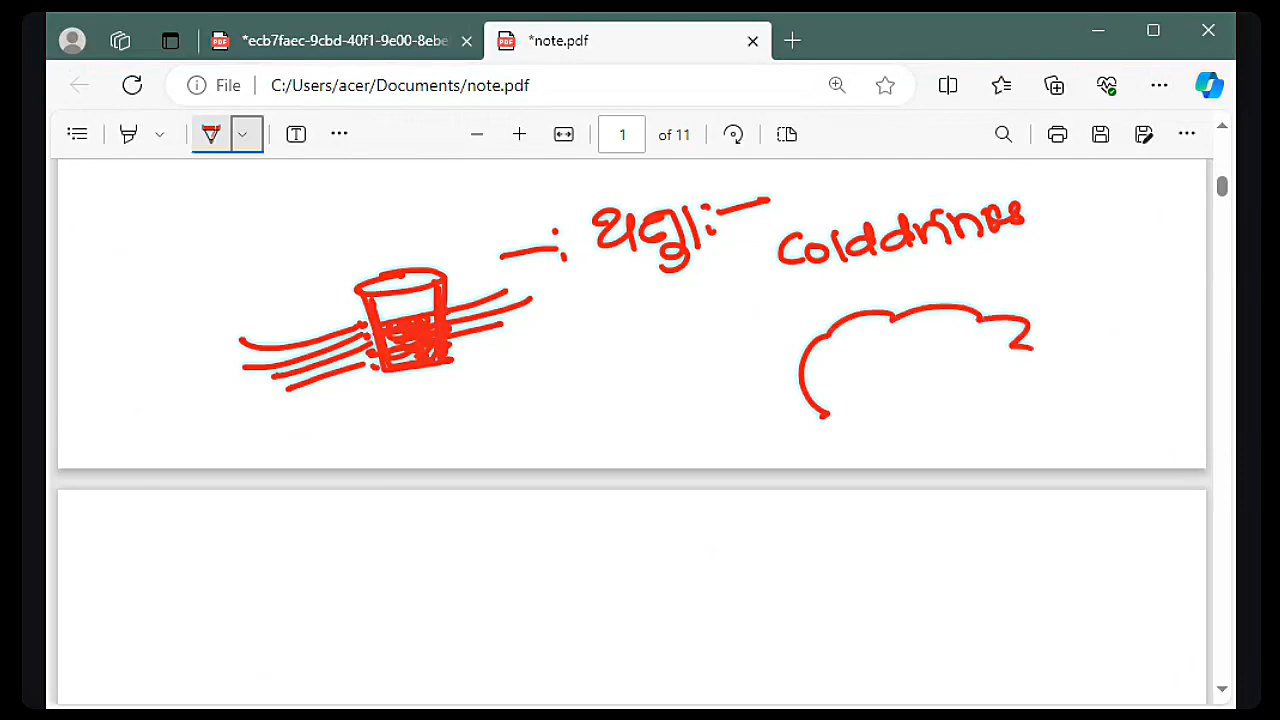 *ecb7faec-9cbd-40f1-9e00-8ebe
*note.pdf
File
C:/Users/acer/Documents/note.pdf
1 of 11
Colddrinks